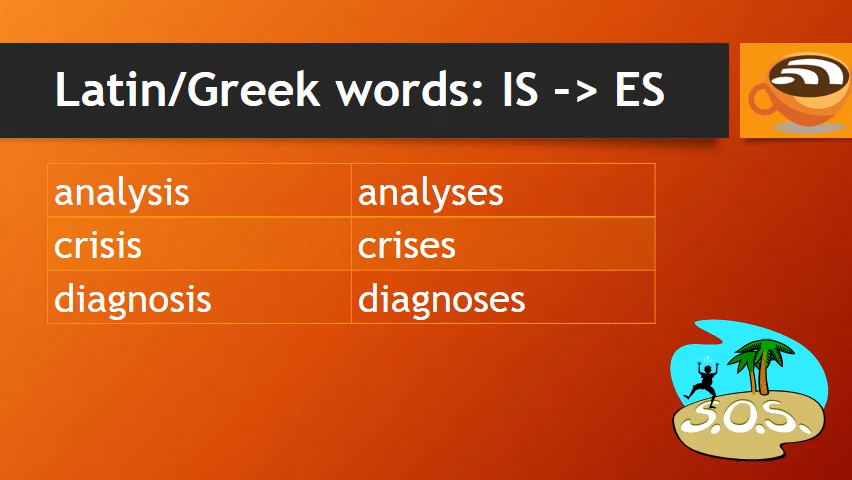 Latin/Greek words: IS -> ES
analysis analyses
crisis crises
diagnosis diagnoses
S.O.S.